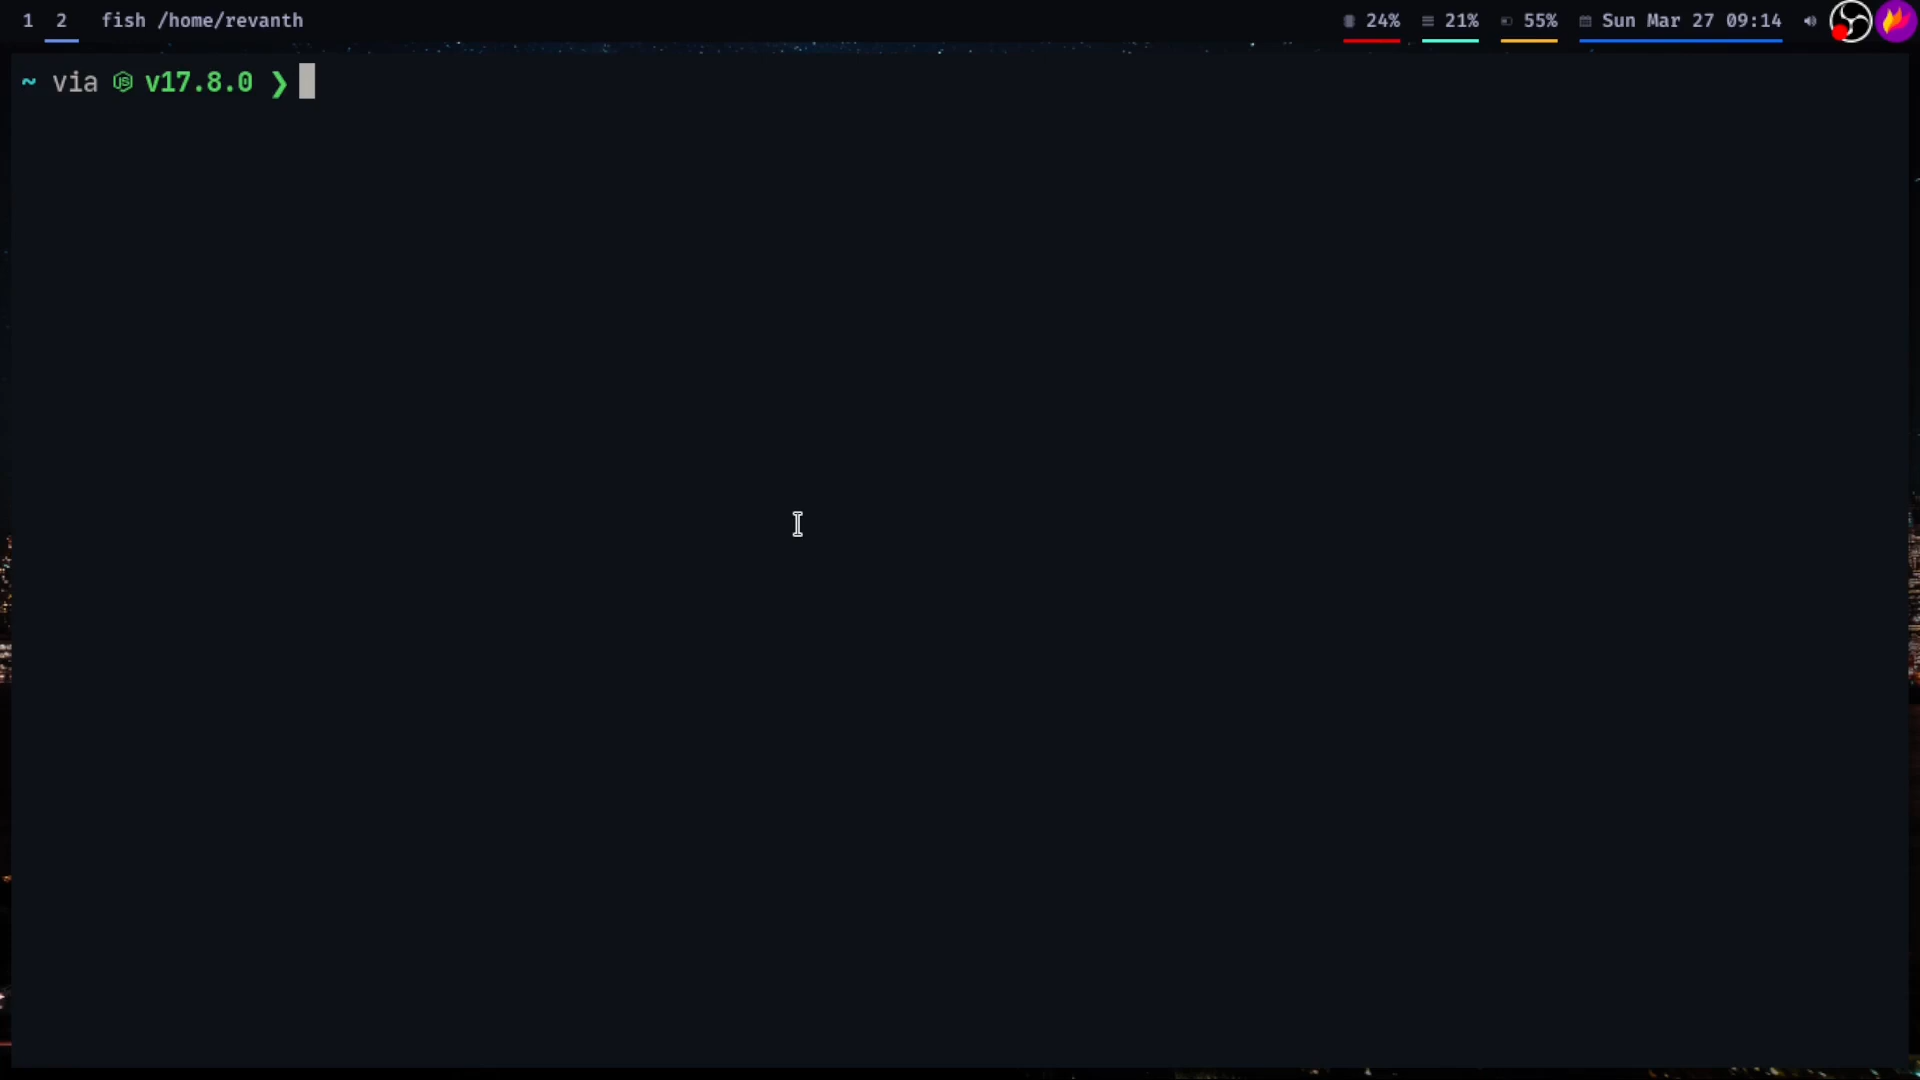 1 2 fish /home/revanth 24% 21% 55% Sun Mar 27 09:14
~ via v17.8.0 ❯